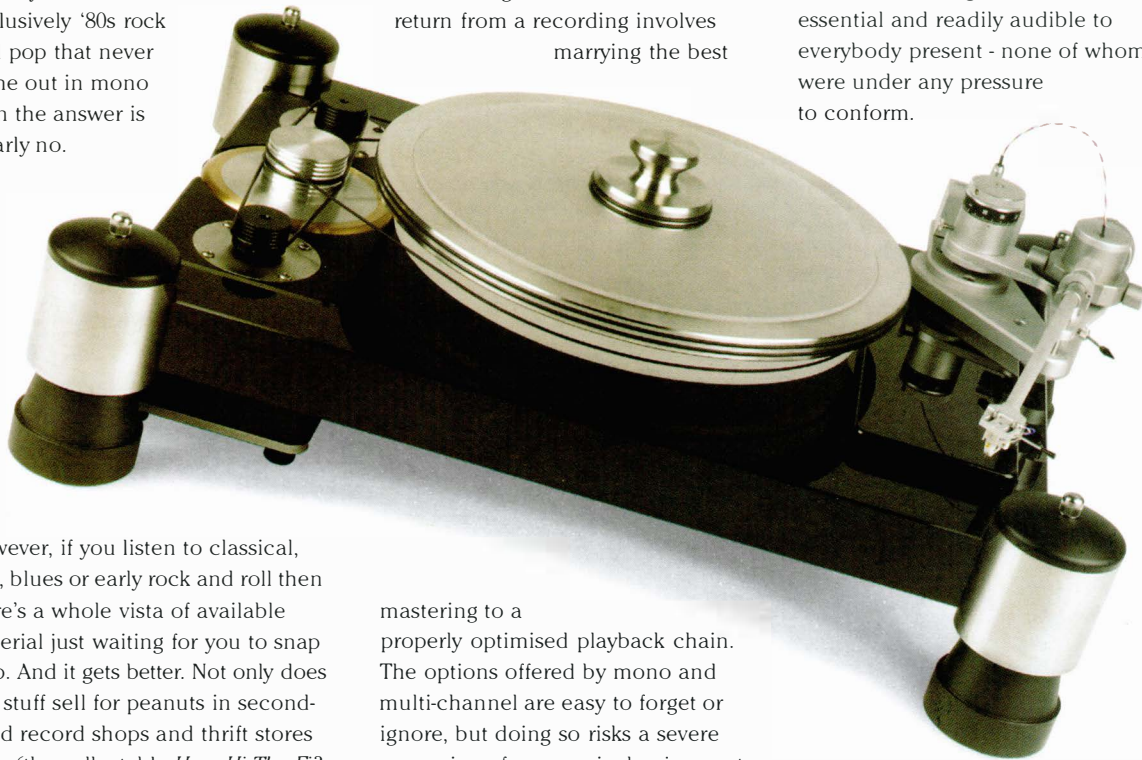 lusively ‘80s rock
pop that never
ne out in mono
n the answer is
arly no.
wever, if you listen to classical,
, blues or early rock and roll then
re’s a whole vista of available
erial just waiting for you to snap
o. And it gets better. Not only does
stuff sell for peanuts in second-
d record shops and thrift stores
return from a recording involves
marrying the best
mastering to a
properly optimised playback chain.
The options offered by mono and
multi-channel are easy to forget or
ignore, but doing so risks a severe
essential and readily audible to
everybody present - none of whom
were under any pressure
to conform.